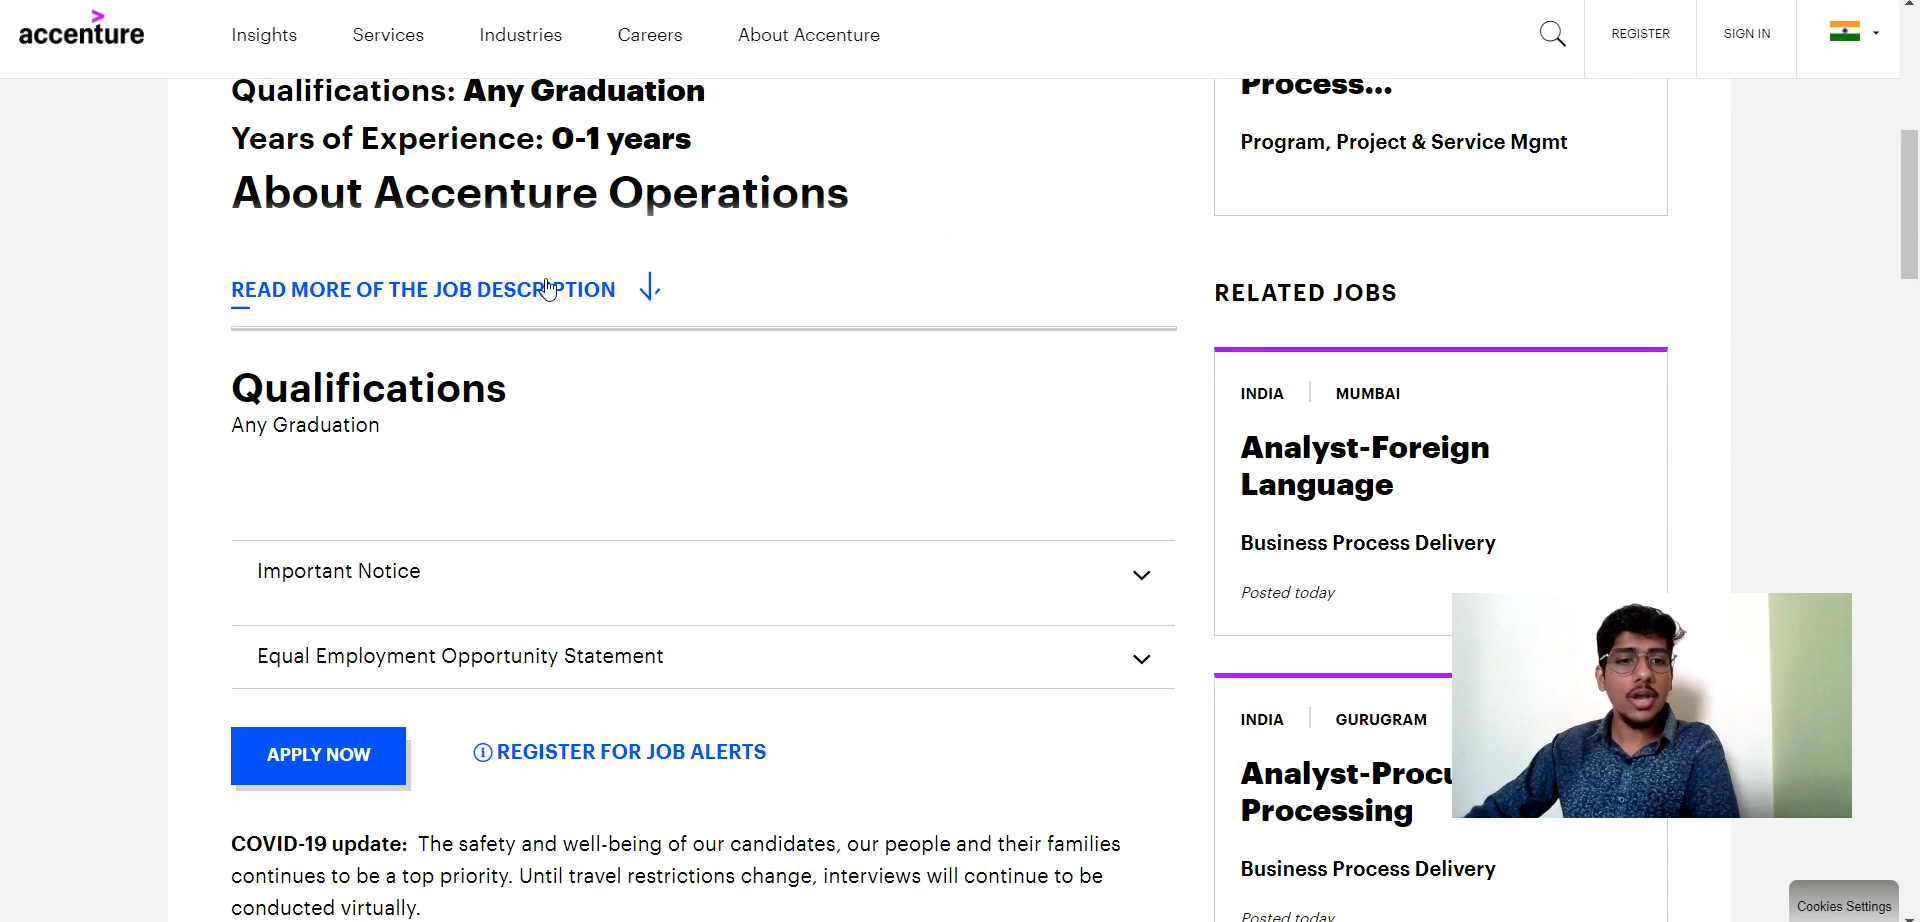 accenture
Insights
Services
Industries
Careers
About Accenture
REGISTER
SIGN IN
Qualifications: Any Graduation
Years of Experience: 0-1 years
About Accenture Operations
READ MORE OF THE JOB DESCRIPTION
Qualifications
Any Graduation
Important Notice
Equal Employment Opportunity Statement
APPLY NOW
REGISTER FOR JOB ALERTS
COVID-19 update: The safety and well-being of our candidates, our people and their families
continues to be a top priority. Until travel restrictions change, interviews will continue to be
conducted virtually.
Process...
Program, Project & Service Mgmt
RELATED JOBS
INDIA
MUMBAI
Analyst-Foreign
Language
Business Process Delivery
Posted today
INDIA
GURUGRAM
Analyst-Procu
Processing
Business Process Delivery
Posted today
Cookies Settings